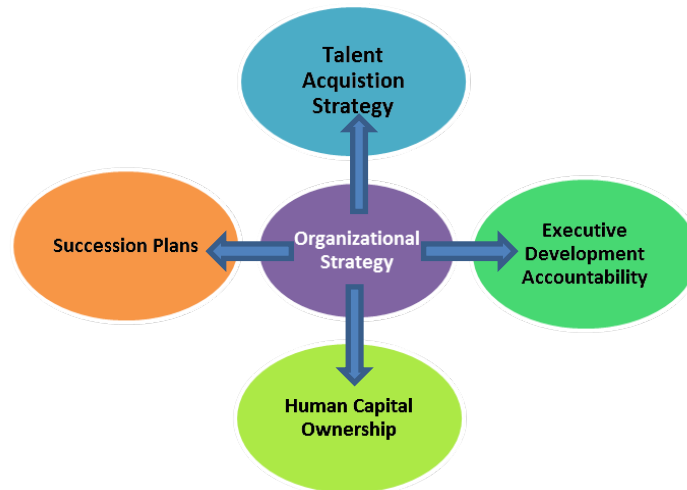 Talent
Acquistion
Strategy
Succession Plans
Organizational
Strategy
Executive
Development
Accountability
Human Capital
Ownership